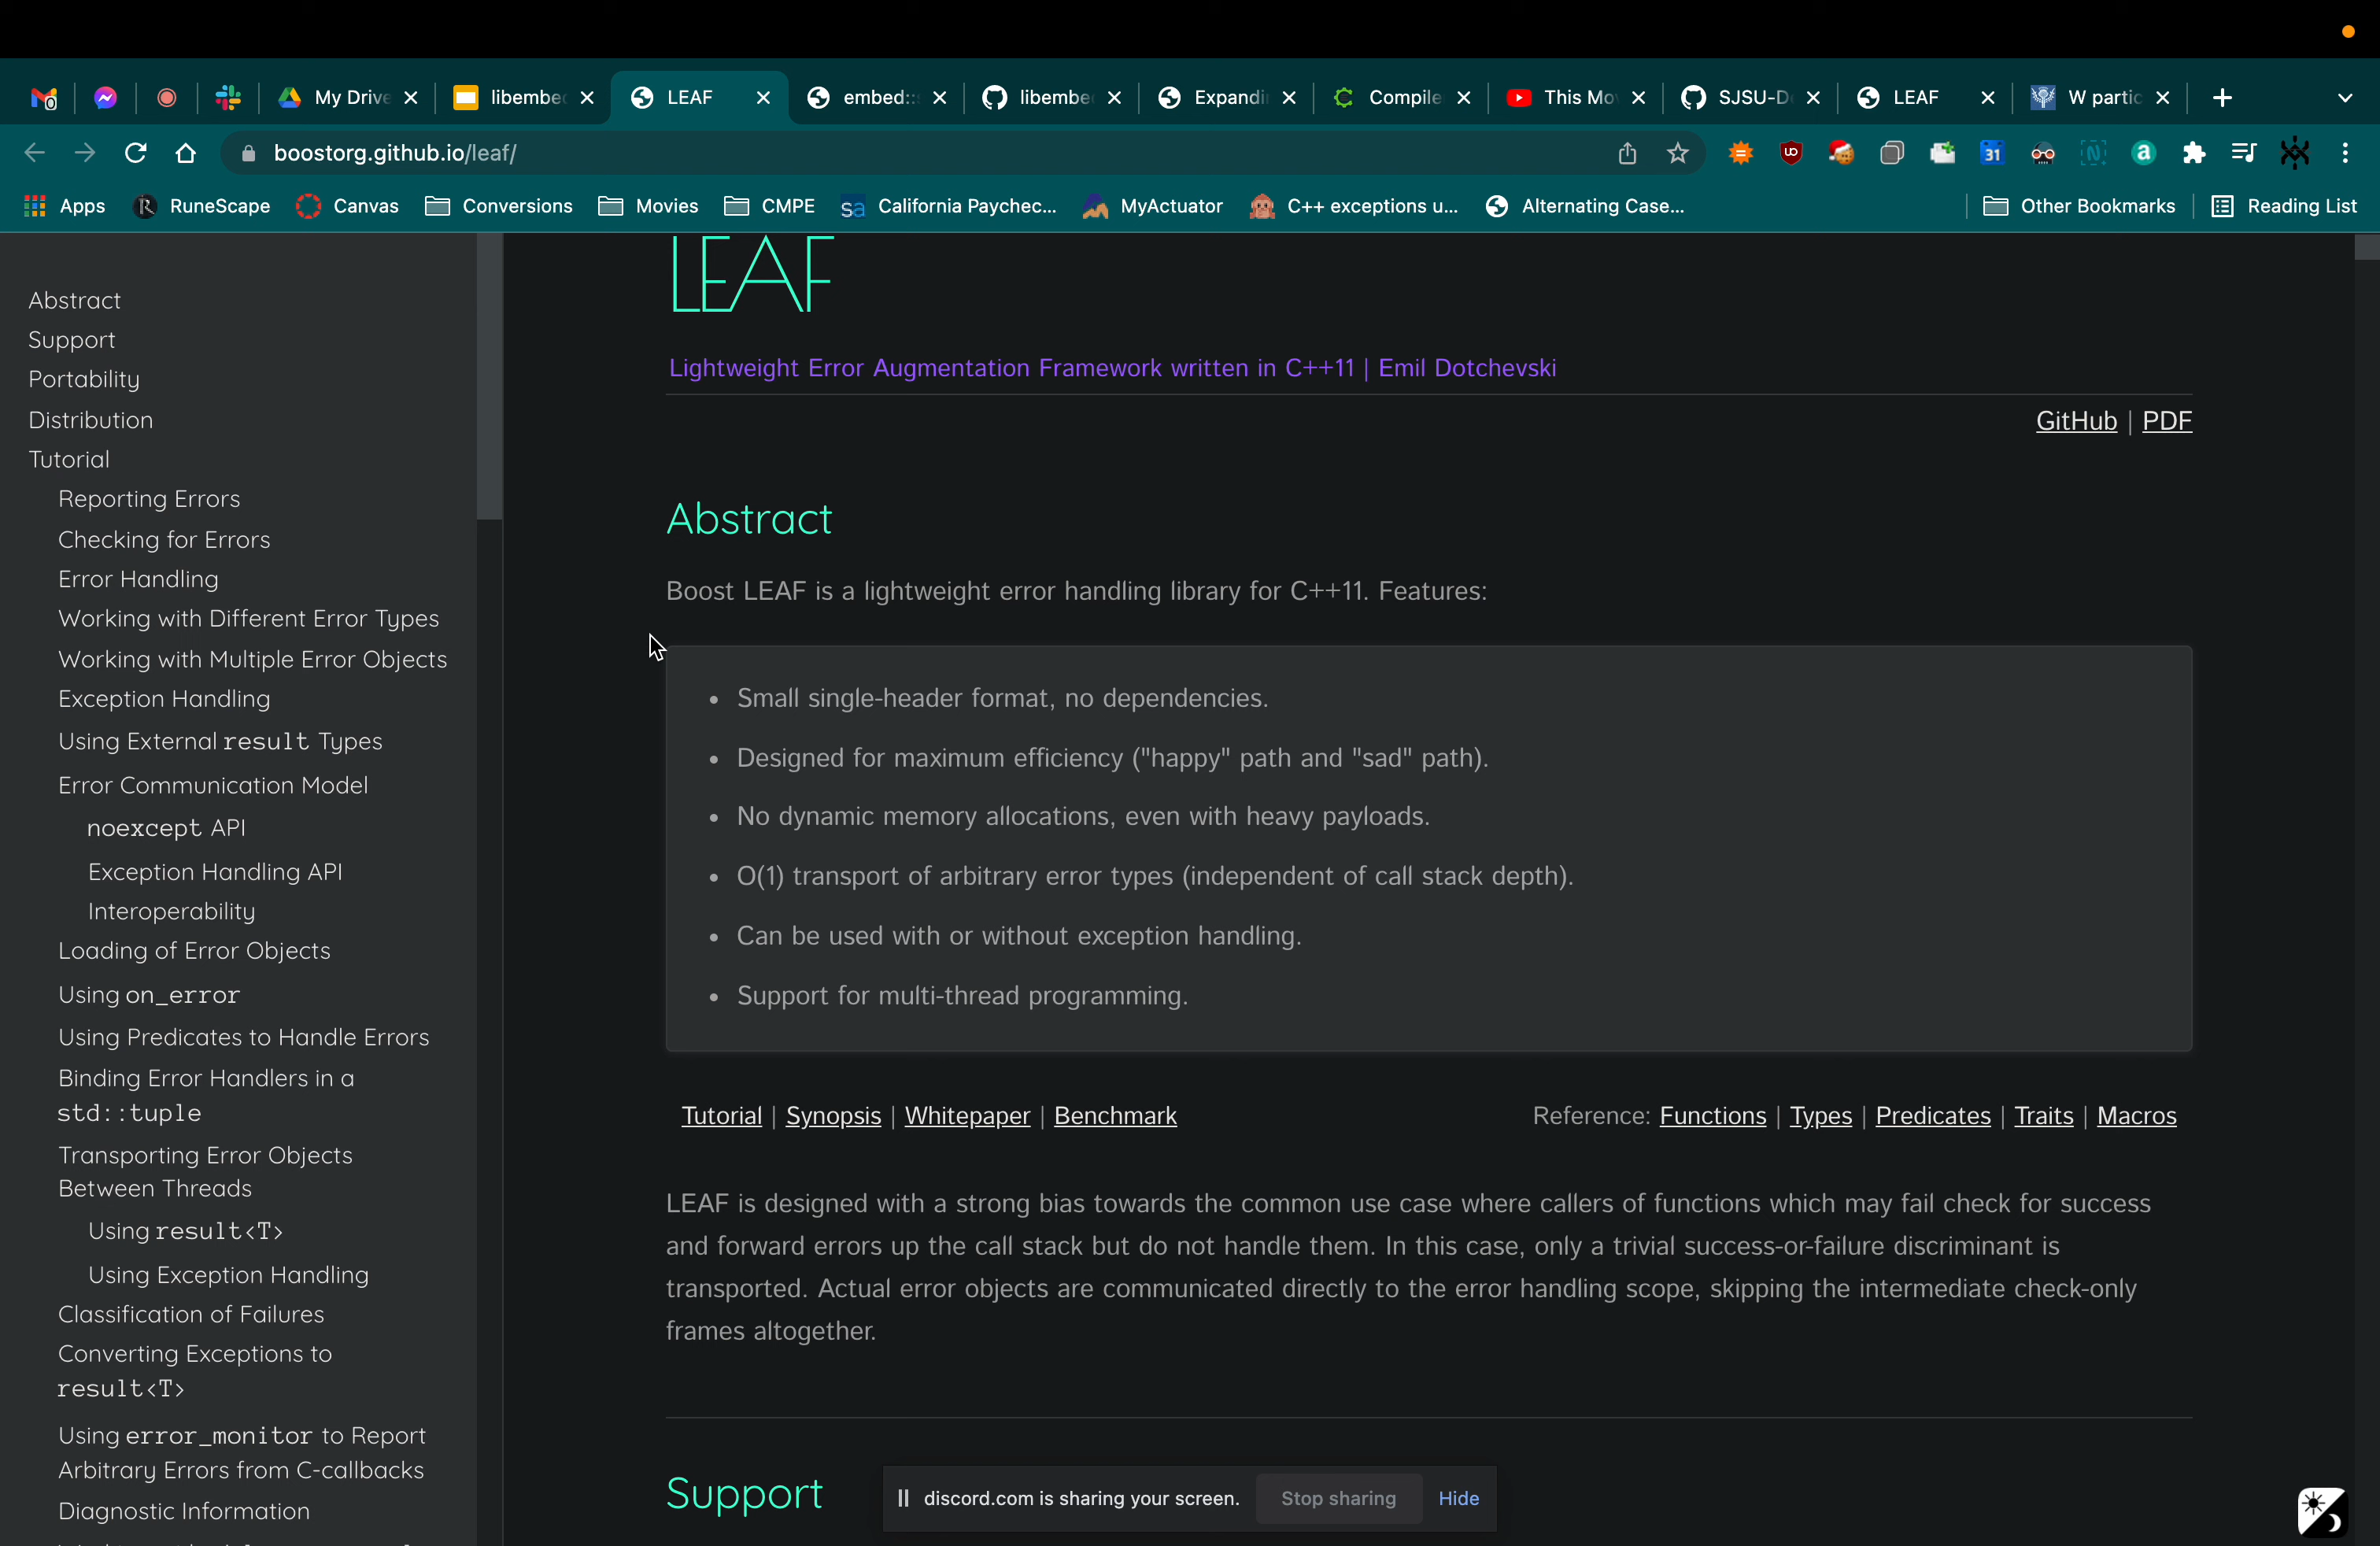 My Drive
libembe
LEAF
embed::
libembe
Expandi
Compile
This Mo
SJSU-D
LEAF
W partic
boostorg.github.io/leaf/
Apps
RuneScape
Canvas
Conversions
Movies
CMPE
California Paychec...
MyActuator
C++ exceptions u...
Alternating Case...
Other Bookmarks
Reading List
Abstract
Support
Portability
Distribution
Tutorial
Reporting Errors
Checking for Errors
Error Handling
Working with Different Error Types
Working with Multiple Error Objects
Exception Handling
Using External result Types
Error Communication Model
noexcept API
Exception Handling API
Interoperability
Loading of Error Objects
Using on_error
Using Predicates to Handle Errors
Binding Error Handlers in a
std::tuple
Transporting Error Objects
Between Threads
Using result<T>
Using Exception Handling
Classification of Failures
Converting Exceptions to
result<T>
Using error_monitor to Report
Arbitrary Errors from C-callbacks
Diagnostic Information
LEAF
Lightweight Error Augmentation Framework written in C++11 | Emil Dotchevski
GitHub | PDF
Abstract
Boost LEAF is a lightweight error handling library for C++11. Features:
• Small single-header format, no dependencies.
• Designed for maximum efficiency ("happy" path and "sad" path).
• No dynamic memory allocations, even with heavy payloads.
• O(1) transport of arbitrary error types (independent of call stack depth).
• Can be used with or without exception handling.
• Support for multi-thread programming.
Tutorial | Synopsis | Whitepaper | Benchmark
Reference: Functions | Types | Predicates | Traits | Macros
LEAF is designed with a strong bias towards the common use case where callers of functions which may fail check for success
and forward errors up the call stack but do not handle them. In this case, only a trivial success-or-failure discriminant is
transported. Actual error objects are communicated directly to the error handling scope, skipping the intermediate check-only
frames altogether.
Support
discord.com is sharing your screen.
Stop sharing
Hide